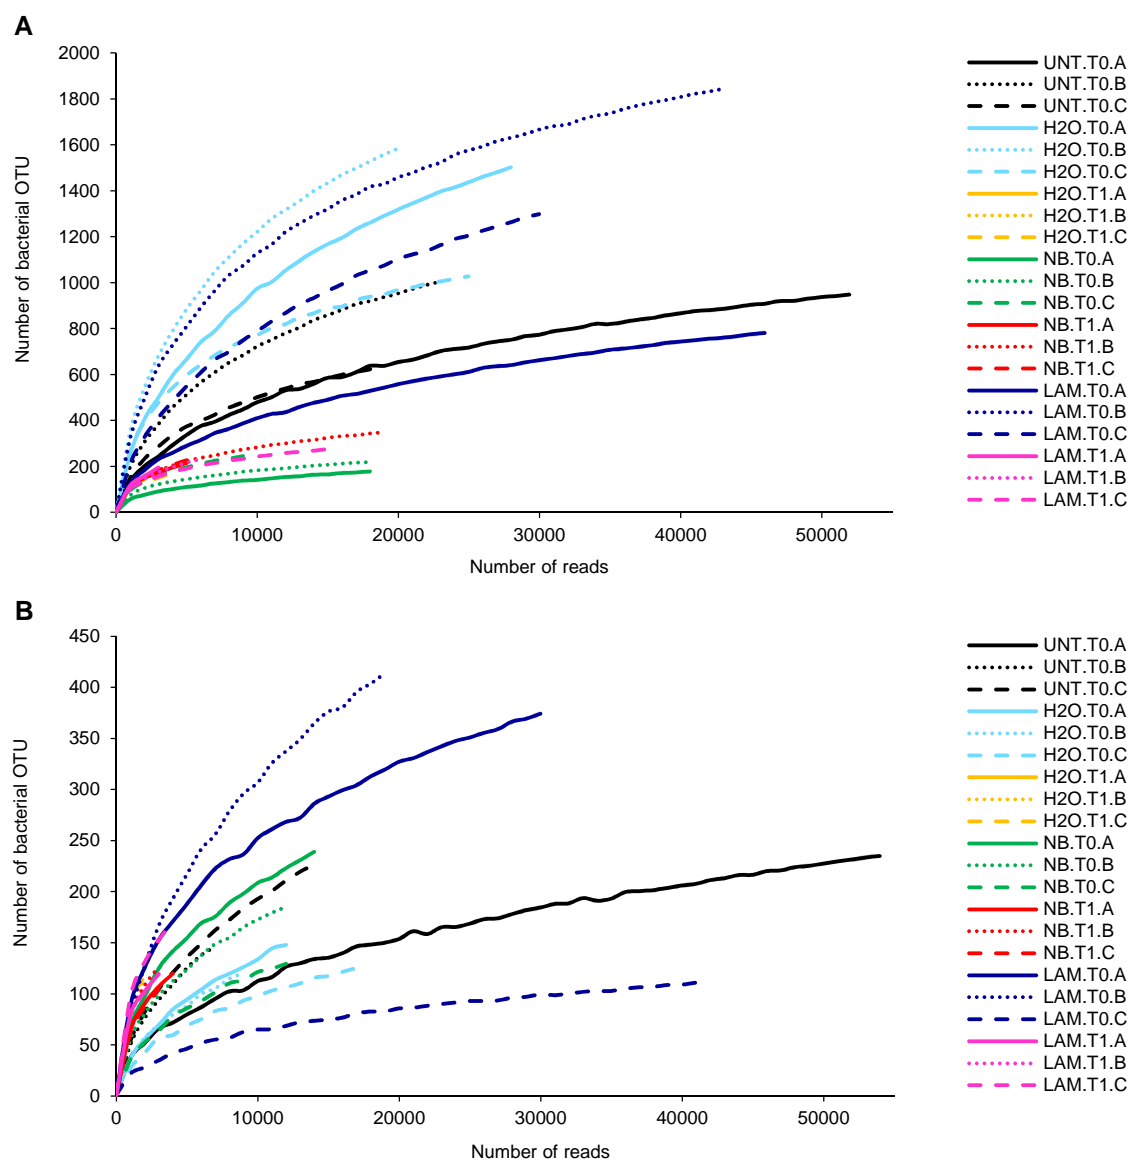 A
Number of bacterial OTU
2000
1800
1600
1400
1200
1000
800
600
400
200
0
0 10000 20000 30000 40000 50000
Number of reads
UNT.T0.A
UNT.T0.B
UNT.T0.C
H2O.T0.A
H2O.T0.B
H2O.T0.C
H2O.T1.A
H2O.T1.B
H2O.T1.C
NB.T0.A
NB.T0.B
NB.T0.C
NB.T1.A
NB.T1.B
NB.T1.C
LAM.T0.A
LAM.T0.B
LAM.T0.C
LAM.T1.A
LAM.T1.B
LAM.T1.C
B
Number of bacterial OTU
450
400
350
300
250
200
150
100
50
0
0 10000 20000 30000 40000 50000
Number of reads
UNT.T0.A
UNT.T0.B
UNT.T0.C
H2O.T0.A
H2O.T0.B
H2O.T0.C
H2O.T1.A
H2O.T1.B
H2O.T1.C
NB.T0.A
NB.T0.B
NB.T0.C
NB.T1.A
NB.T1.B
NB.T1.C
LAM.T0.A
LAM.T0.B
LAM.T0.C
LAM.T1.A
LAM.T1.B
LAM.T1.C